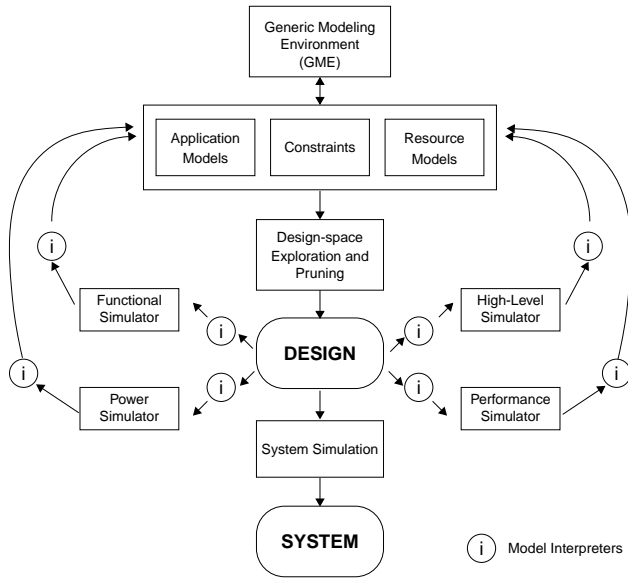 Generic Modeling
Environment
(GME)
Application
Models
Constraints
Resource
Models
Design-space
Exploration and
Pruning
i
i
Functional
Simulator
i
i
High-Level
Simulator
DESIGN
i
i
i
i
Power
Simulator
Performance
Simulator
System Simulation
SYSTEM
i
Model Interpreters